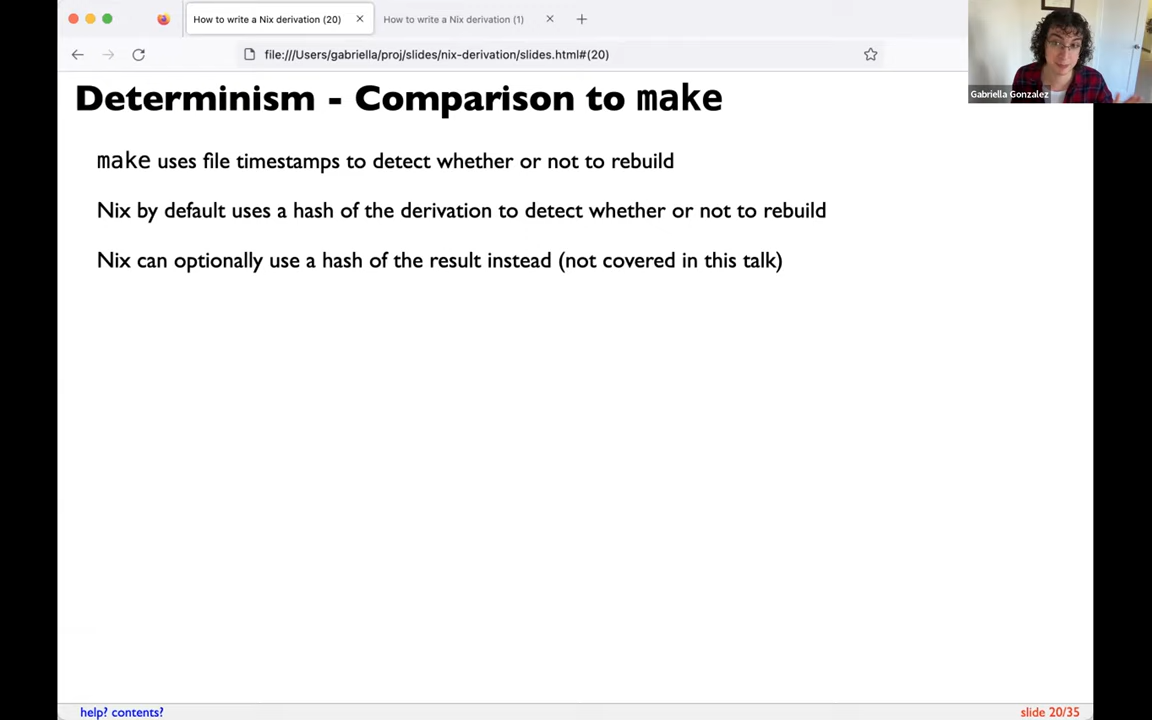 How to write a Nix derivation (20)
How to write a Nix derivation (1)
file:///Users/gabriella/proj/slides/nix-derivation/slides.html#(20)
Gabriella Gonzalez
Determinism - Comparison to make
make uses file timestamps to detect whether or not to rebuild
Nix by default uses a hash of the derivation to detect whether or not to rebuild
Nix can optionally use a hash of the result instead (not covered in this talk)
help? contents?
slide 20/35